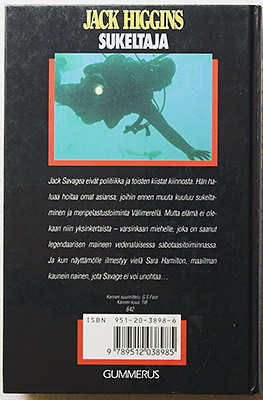 JACK HIGGINS
SUKELTAJA
Jack Savagea eivät politiikka ja toisten kiistat kiinnosta. Hän ha-
luaa hoitaa omat asiansa, joihin ennen muuta kuuluu sukelta-
minen ja meripelastustoiminta Välimerellä. Mutta elämä ei ole-
kaan niin yksinkertaista – varsinkaan miehelle, joka on saanut
legendaarisen maineen vedenalaisessa sabotaasitoiminnassa.
Ja kun näyttämölle ilmestyy vielä Sara Hamilton, maailman
kaunein nainen, jota Savage ei voi unohtaa...
Kannen suunnittelu: G.S.Face
Kannen kuva: TIB
842
ISBN 951-20-3898-6
9 789512 038985
GUMMERUS